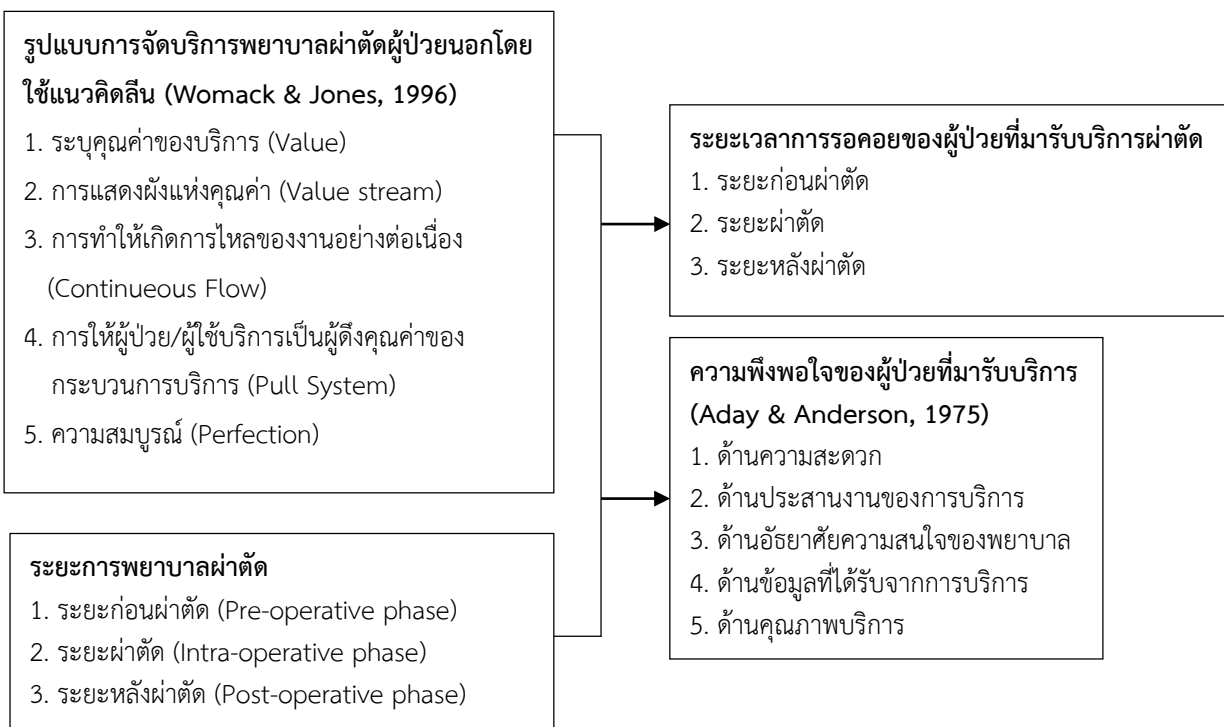 รูปแบบการจัดบริการพยาบาลผ่าตัดผู้ป่วยนอกโดย
ใช้แนวคิดลีน (Womack & Jones, 1996)
1. ระบุคุณค่าของบริการ (Value)
2. การแสดงผังแห่งคุณค่า (Value stream)
3. การทำให้เกิดการไหลของงานอย่างต่อเนื่อง
(Continueous Flow)
4. การให้ผู้ป่วย/ผู้ใช้บริการเป็นผู้ดึงคุณค่าของ
กระบวนการบริการ (Pull System)
5. ความสมบูรณ์ (Perfection)
ระยะการพยาบาลผ่าตัด
1. ระยะก่อนผ่าตัด (Pre-operative phase)
2. ระยะผ่าตัด (Intra-operative phase)
3. ระยะหลังผ่าตัด (Post-operative phase)
ระยะเวลาการรอคอยของผู้ป่วยที่มารับบริการผ่าตัด
1. ระยะก่อนผ่าตัด
2. ระยะผ่าตัด
3. ระยะหลังผ่าตัด
ความพึงพอใจของผู้ป่วยที่มารับบริการ
(Aday & Anderson, 1975)
1. ด้านความสะดวก
2. ด้านประสานงานของการบริการ
3. ด้านอัธยาศัยความสนใจของพยาบาล
4. ด้านข้อมูลที่ได้รับจากการบริการ
5. ด้านคุณภาพบริการ